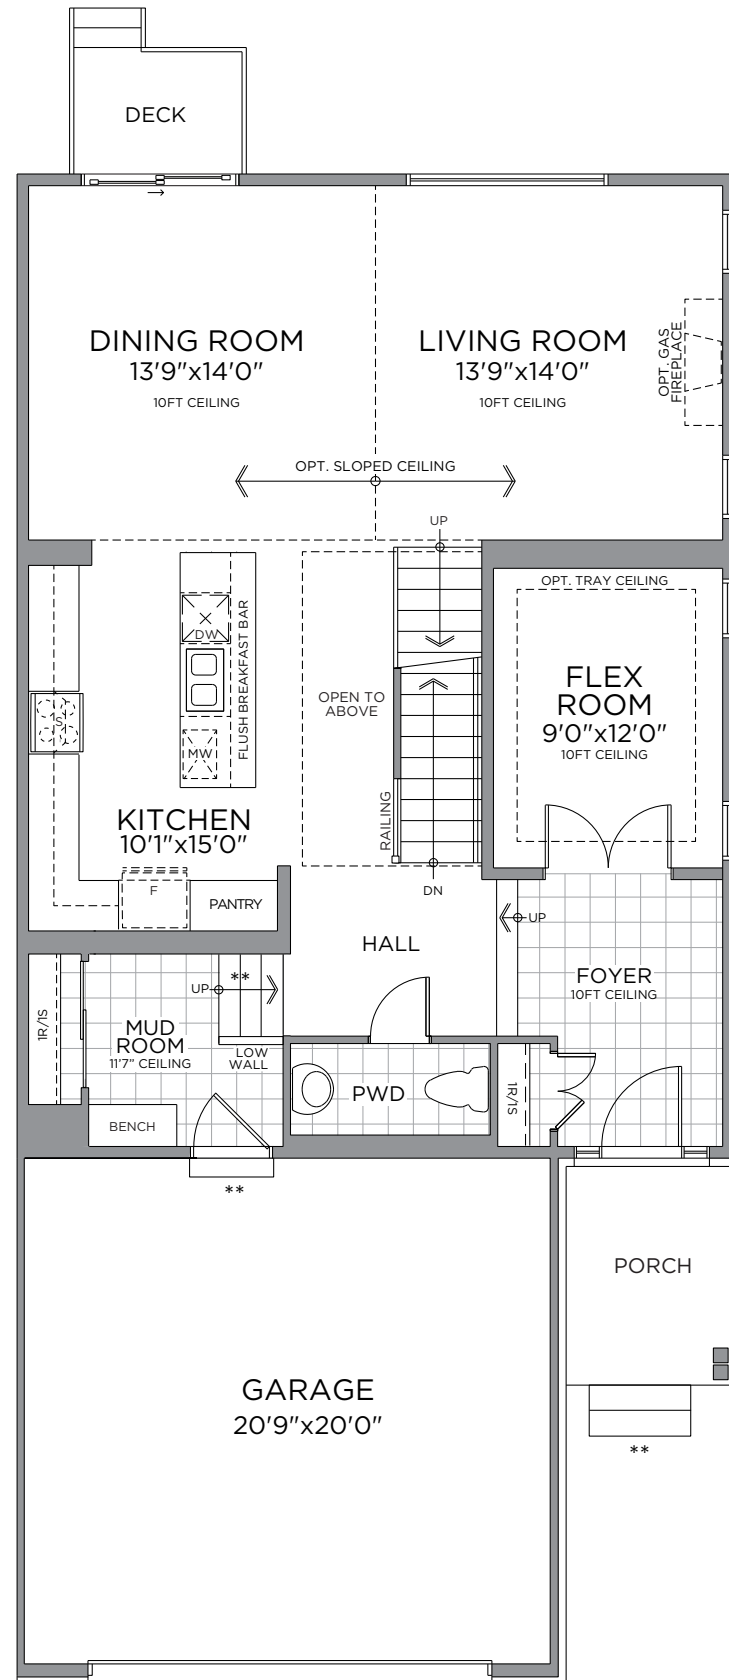 DECK
DINING ROOM
13'9"x14'0"
10FT CEILING
LIVING ROOM
13'9"x14'0"
10FT CEILING
OPT. GAS
FIREPLACE
OPT. SLOPED CEILING
UP
OPT. TRAY CEILING
DW
FLUSH BREAKFAST BAR
S
MW
OPEN TO
ABOVE
FLEX
ROOM
9'0"x12'0"
10FT CEILING
KITCHEN
10'1"x15'0"
RAILING
F
PANTRY
DN
UP
HALL
FOYER
10FT CEILING
UP
**
1R/1S
MUD
ROOM
11'7" CEILING
LOW
WALL
BENCH
PWD
1R/1S
**
PORCH
GARAGE
20'9"x20'0"
**